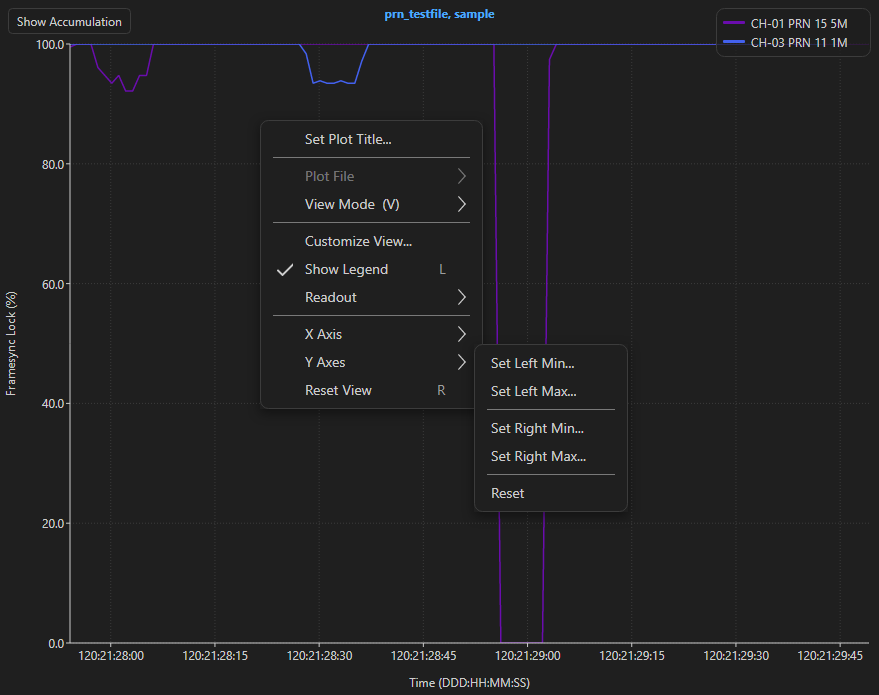 Show Accumulation
prn_testfile, sample
CH-01 PRN 15 5M
CH-03 PRN 11 1M
100.0
80.0
60.0
40.0
20.0
0.0
Framesync Lock (%)
Set Plot Title...
Plot File
View Mode (V)
Customize View...
Show Legend L
Readout
X Axis
Y Axes
Reset View R
Set Left Min...
Set Left Max...
Set Right Min...
Set Right Max...
Reset
120:21:28:00 120:21:28:15 120:21:28:30 120:21:28:45 120:21:29:00 120:21:29:15 120:21:29:30 120:21:29:45
Time (DDD:HH:MM:SS)